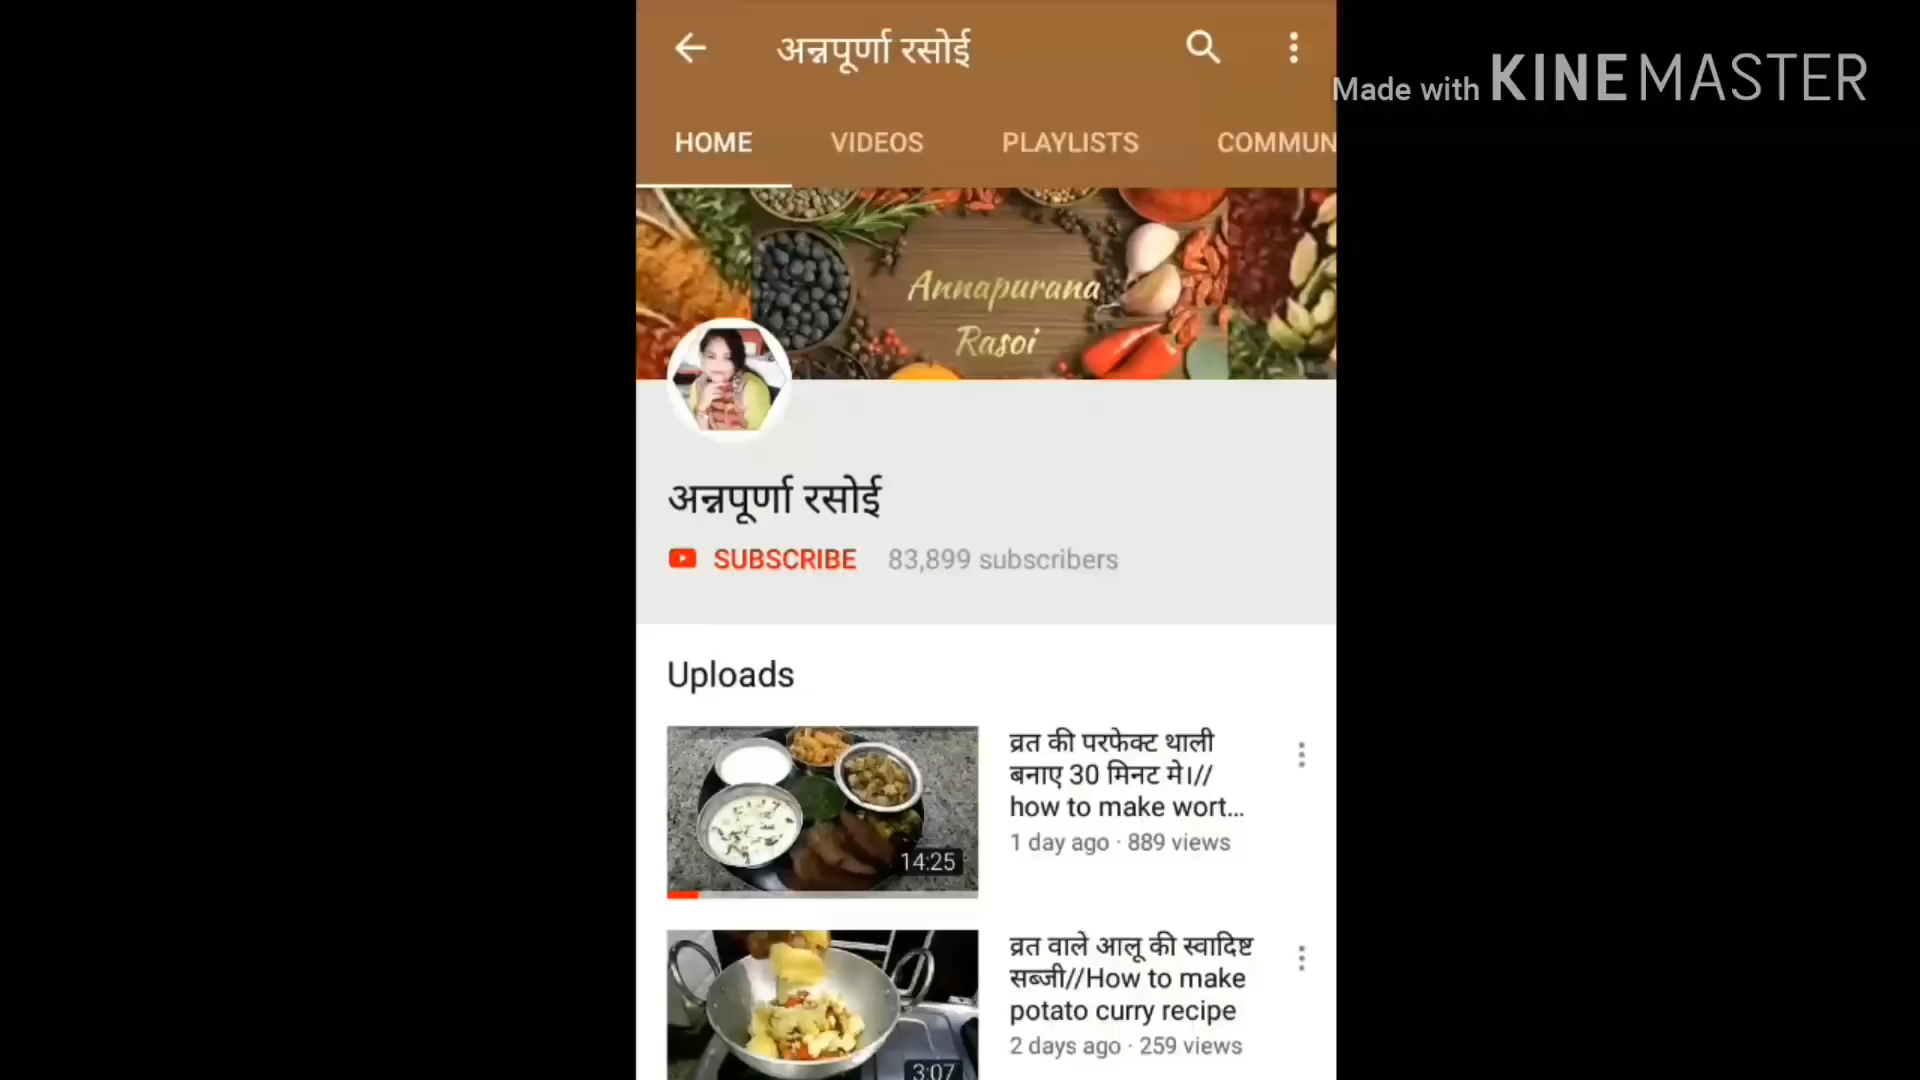 अन्नपूर्णा रसोई
Made with KINEMASTER
HOME VIDEOS PLAYLISTS COMMUN
Annapurana
Rasoi
अन्नपूर्णा रसोई
SUBSCRIBE 83,899 subscribers
Uploads
व्रत की परफेक्ट थाली
बनाए 30 मिनट मे।//
how to make wort...
1 day ago · 889 views
14:25
व्रत वाले आलू की स्वादिष्ट
सब्जी//How to make
potato curry recipe
2 days ago · 259 views
3:07